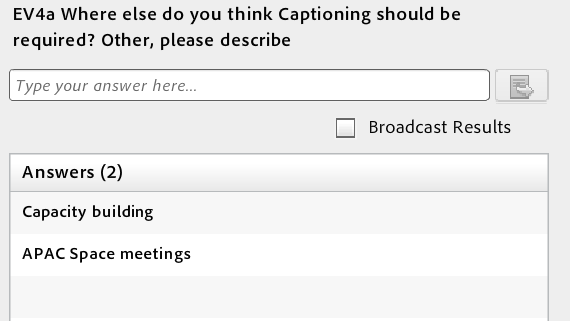 EV4a Where else do you think Captioning should be
required? Other, please describe
Type your answer here...
Broadcast Results
Answers (2)
Capacity building
APAC Space meetings